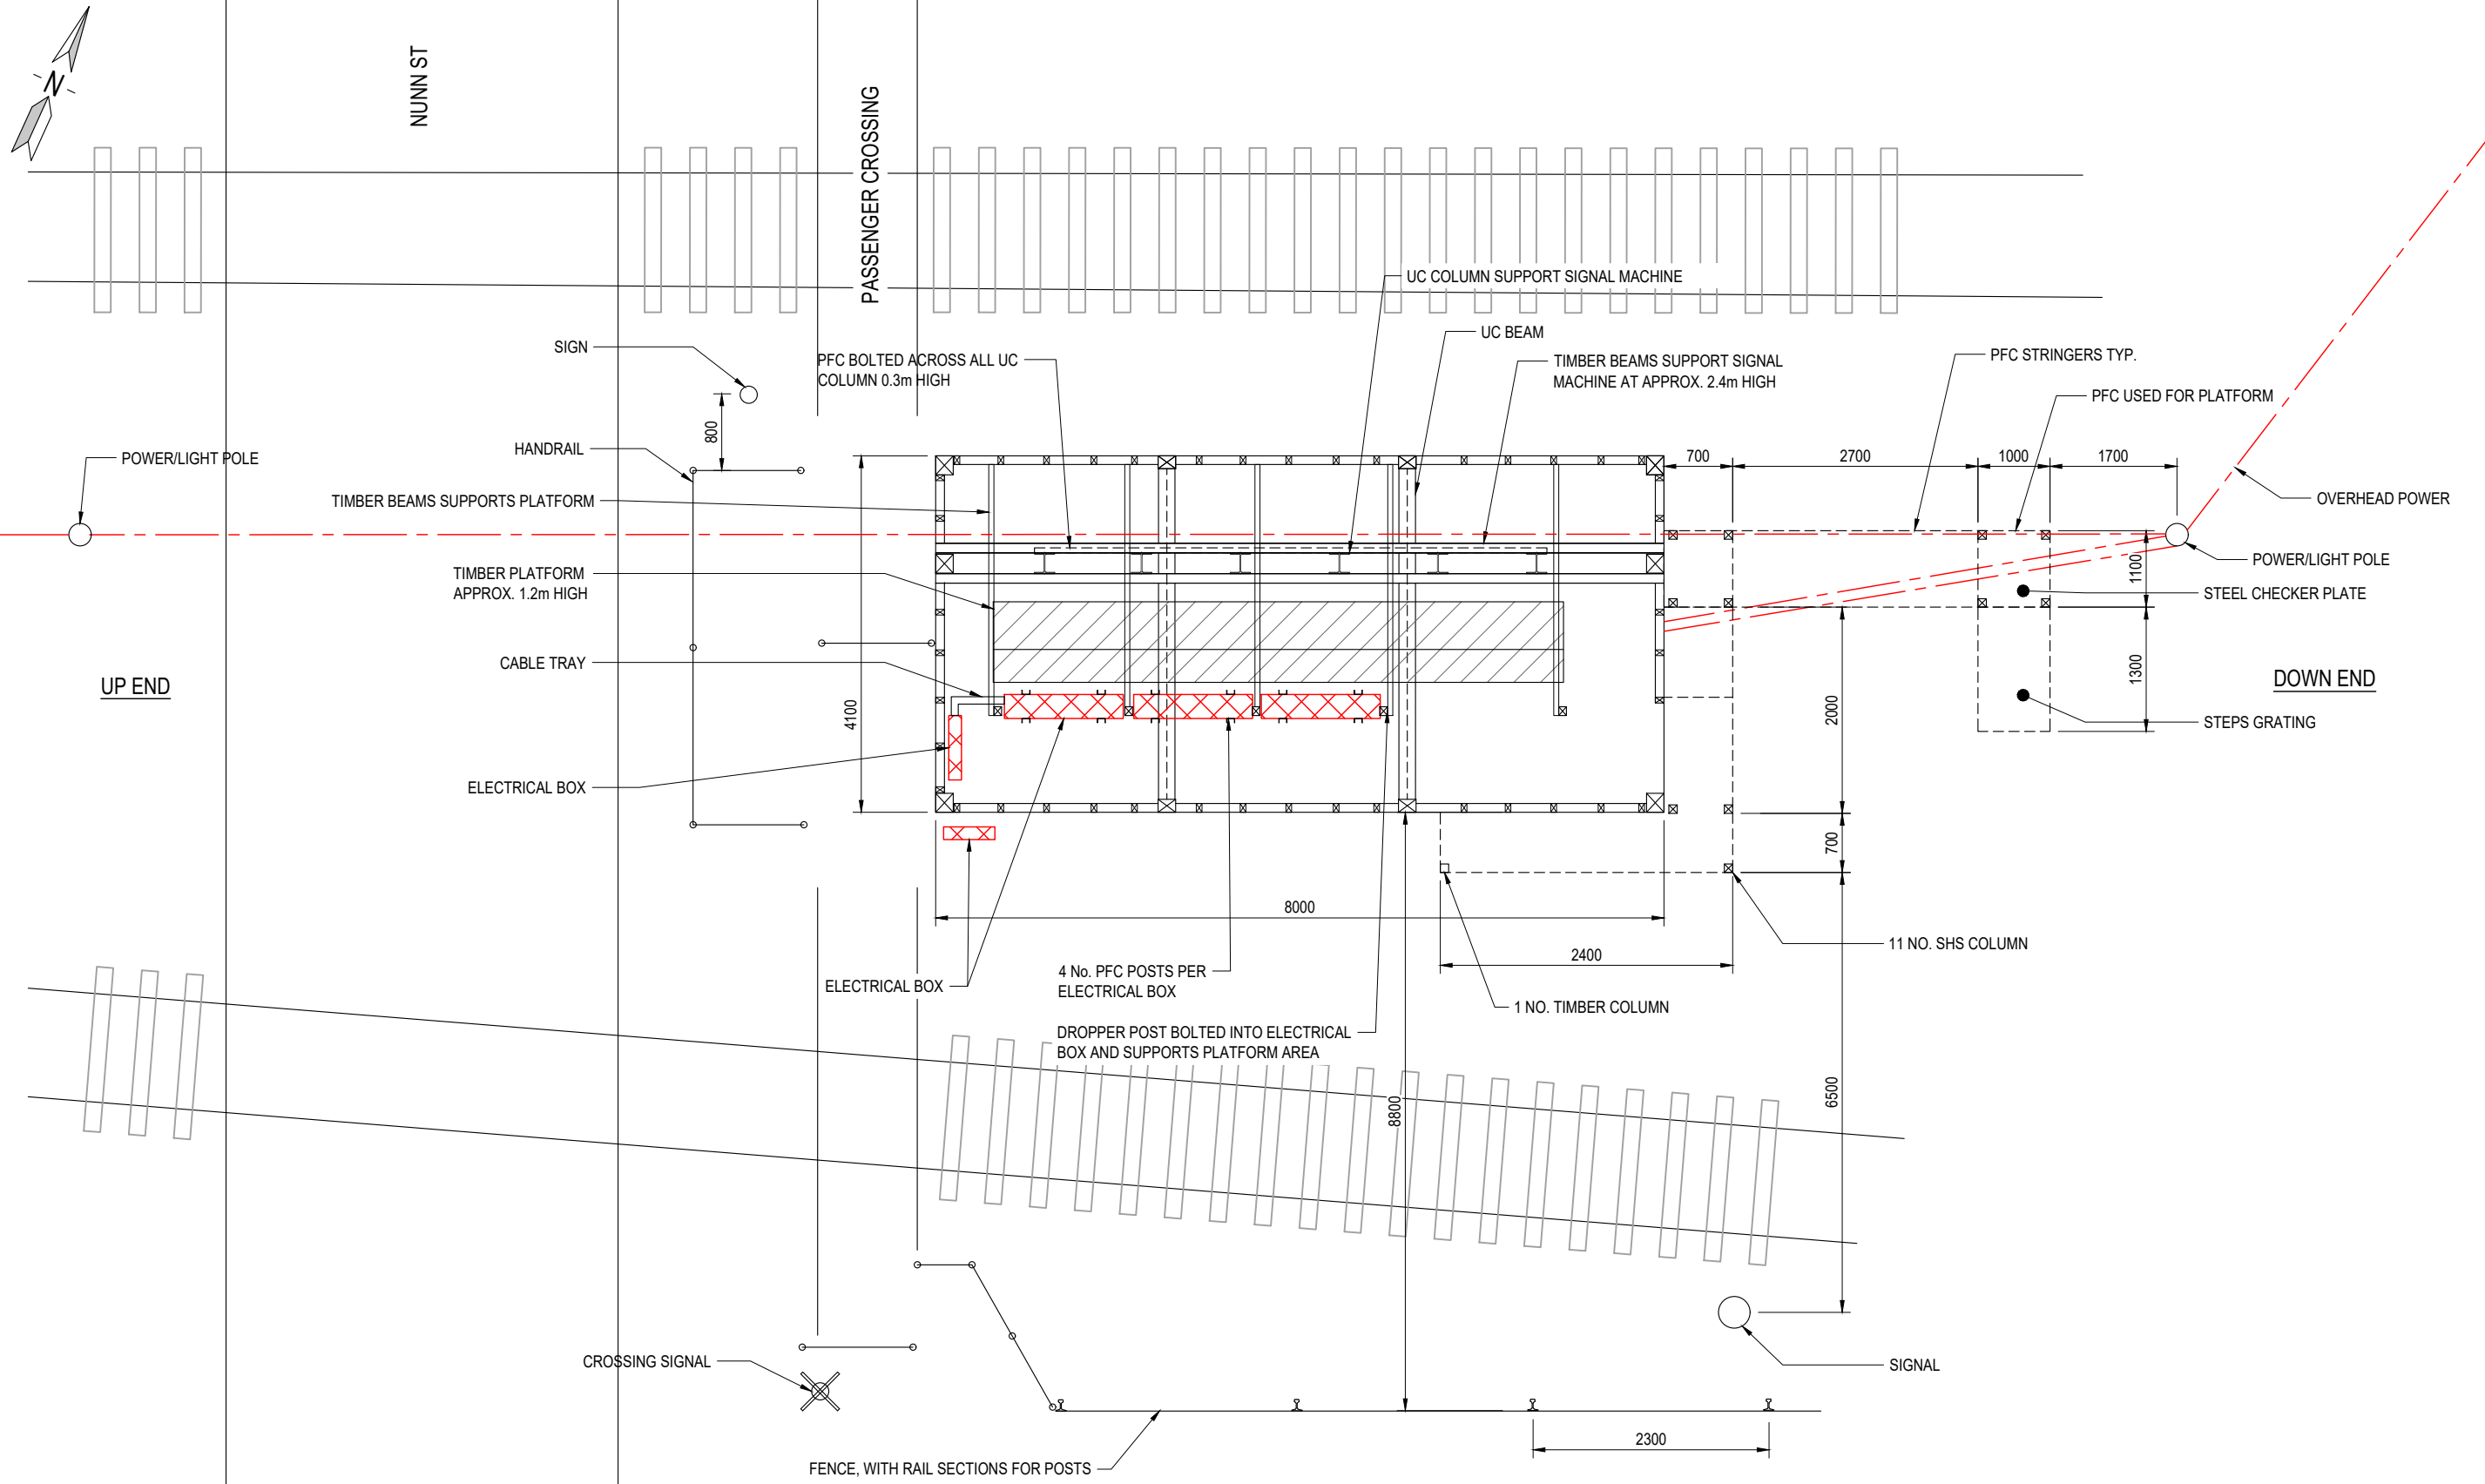 N
NUNN ST
PASSENGER CROSSING
UC COLUMN SUPPORT SIGNAL MACHINE
UC BEAM
SIGN
PFC BOLTED ACROSS ALL UC
COLUMN 0.3m HIGH
TIMBER BEAMS SUPPORT SIGNAL
MACHINE AT APPROX. 2.4m HIGH
PFC STRINGERS TYP.
PFC USED FOR PLATFORM
800
HANDRAIL
POWER/LIGHT POLE
700
2700
1000
1700
TIMBER BEAMS SUPPORTS PLATFORM
OVERHEAD POWER
POWER/LIGHT POLE
1100
TIMBER PLATFORM
APPROX. 1.2m HIGH
STEEL CHECKER PLATE
CABLE TRAY
1300
UP END
DOWN END
4100
2000
STEPS GRATING
ELECTRICAL BOX
700
8000
11 NO. SHS COLUMN
2400
4 No. PFC POSTS PER
ELECTRICAL BOX
ELECTRICAL BOX
1 NO. TIMBER COLUMN
DROPPER POST BOLTED INTO ELECTRICAL
BOX AND SUPPORTS PLATFORM AREA
8800
6500
CROSSING SIGNAL
SIGNAL
2300
FENCE, WITH RAIL SECTIONS FOR POSTS